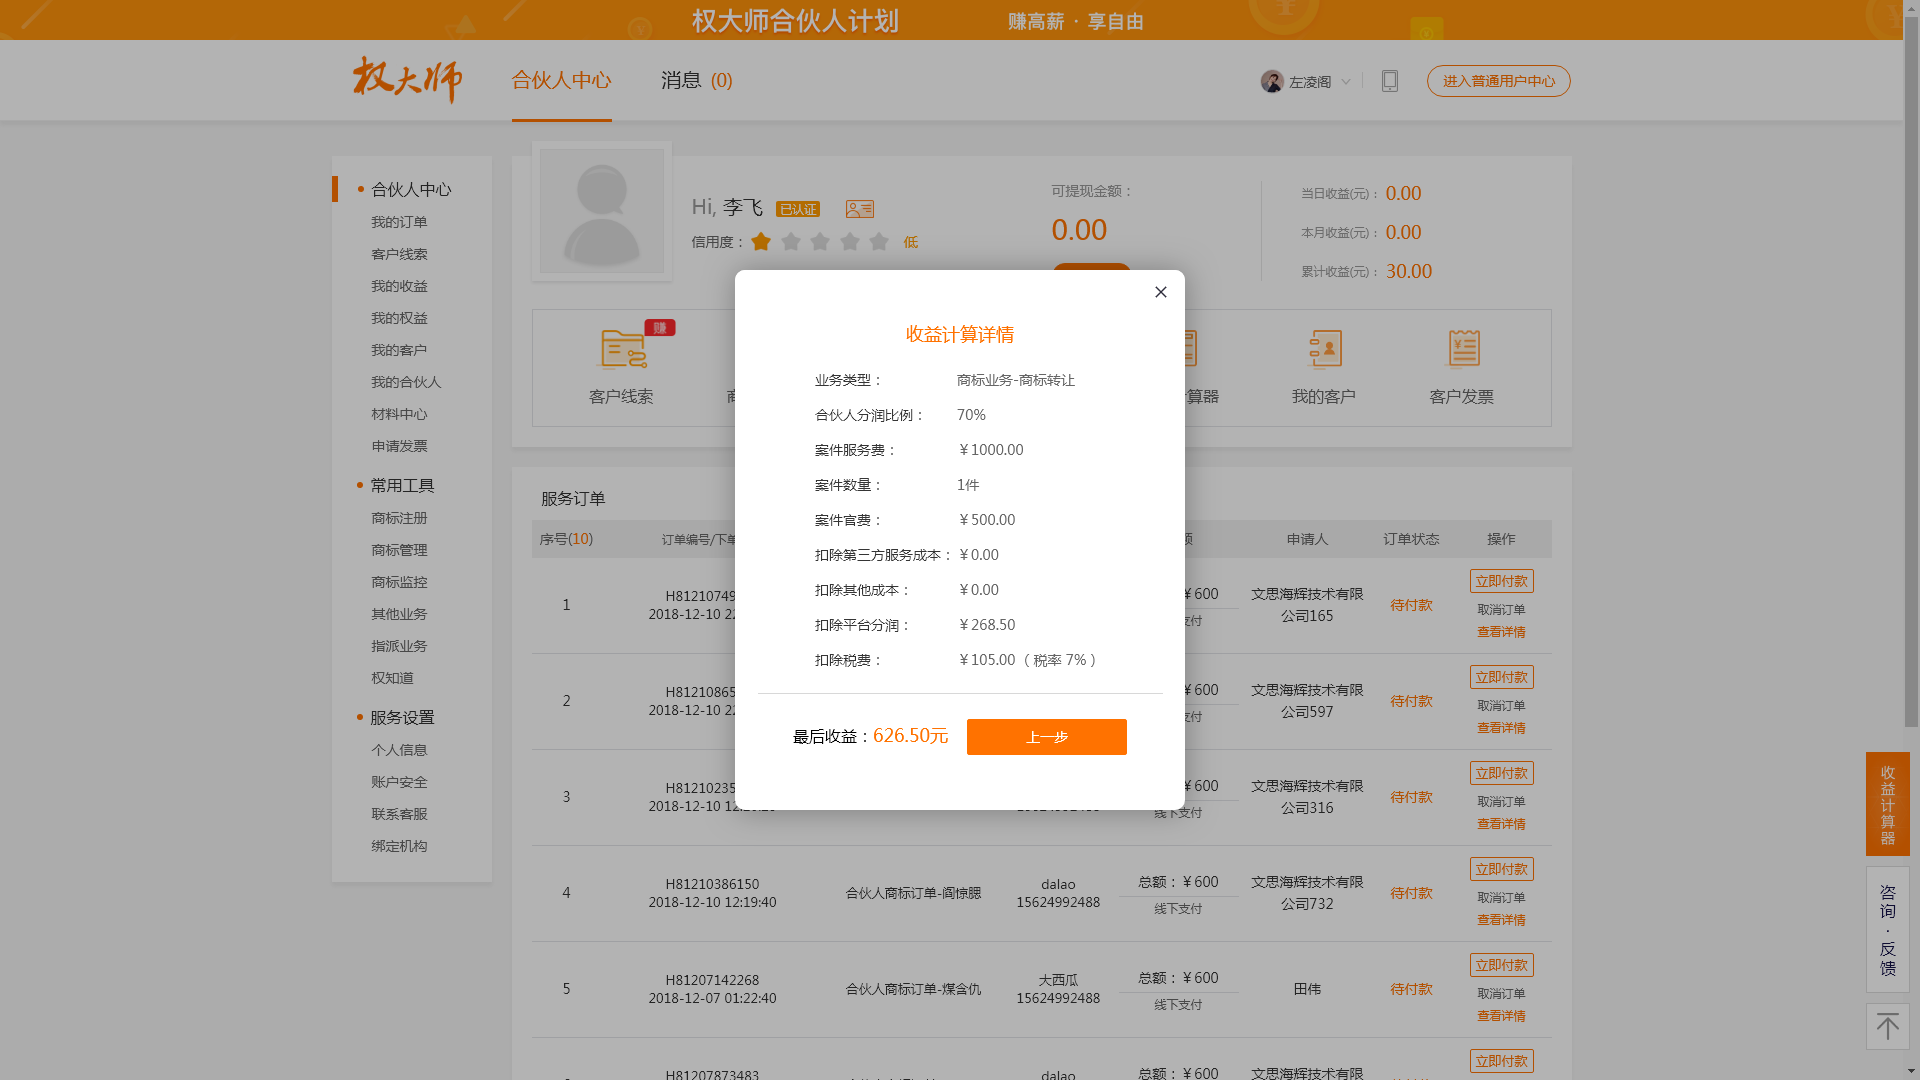 权大师合伙人计划 赚高薪 · 享自由
权大师 合伙人中心 消息 (0) 左凌阁 进入普通用户中心
合伙人中心
我的订单
客户线索
我的收益
我的权益
我的客户
我的合伙人
材料中心
申请发票
常用工具
商标注册
商标管理
商标监控
其他业务
指派业务
权知道
服务设置
个人信息
账户安全
联系客服
绑定机构
Hi, 李飞 已认证
信用度： 低
可提现金额：
0.00
当日收益(元)： 0.00
本月收益(元)： 0.00
累计收益(元)： 30.00
赚
客户线索 商 算器 我的客户 客户发票
收益计算详情
业务类型： 商标业务-商标转让
合伙人分润比例： 70%
案件服务费： ￥1000.00
案件数量： 1件
案件官费： ￥500.00
扣除第三方服务成本： ￥0.00
扣除其他成本： ￥0.00
扣除平台分润： ￥268.50
扣除税费： ￥105.00（ 税率 7% ）
最后收益：626.50元 上一步
服务订单
序号(10) 订单编号/下单 额 申请人 订单状态 操作
1
H81210749
2018-12-10 22
￥600
支付
文思海辉技术有限
公司165
待付款
立即付款
取消订单
查看详情
2
H81210865
2018-12-10 22
￥600
支付
文思海辉技术有限
公司597
待付款
立即付款
取消订单
查看详情
3
H81210235
2018-12-10 12
￥600
线下支付
文思海辉技术有限
公司316
待付款
立即付款
取消订单
查看详情
4
H81210386150
2018-12-10 12:19:40
合伙人商标订单-阎惊腮
dalao
15624992488
总额：￥600
线下支付
文思海辉技术有限
公司732
待付款
立即付款
取消订单
查看详情
5
H81207142268
2018-12-07 01:22:40
合伙人商标订单-煤含仇
大西瓜
15624992488
总额：￥600
线下支付
田伟
待付款
立即付款
取消订单
查看详情
H81207873483
dalao
总额：￥600
文思海辉技术有限
立即付款
收益计算器
咨询·反馈